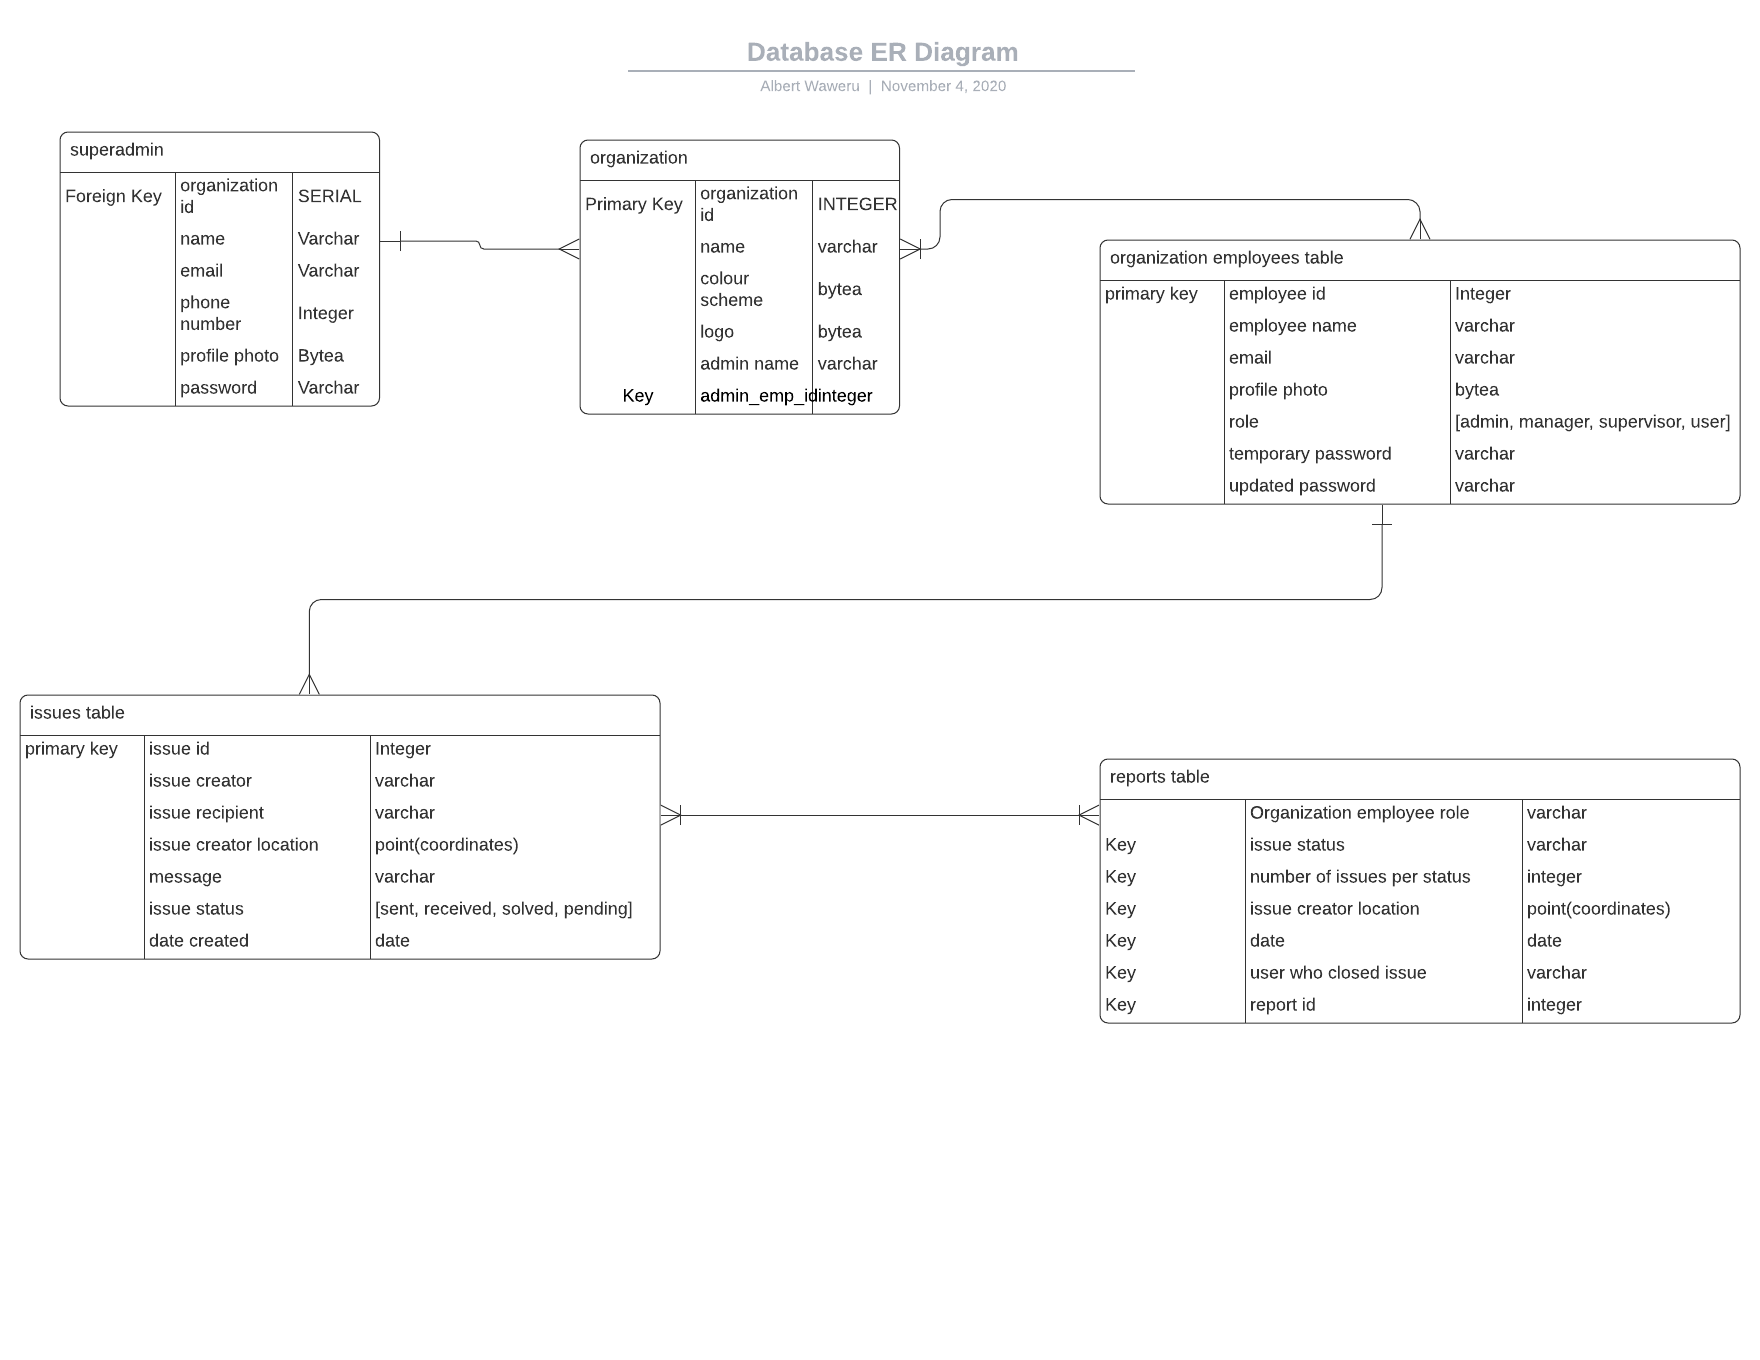 Database ER Diagram
Albert Waweru | November 4, 2020
superadmin
Foreign Key organization id SERIAL
name Varchar
email Varchar
phone number Integer
profile photo Bytea
password Varchar
organization
Primary Key organization id INTEGER
name varchar
colour scheme bytea
logo bytea
admin name varchar
Key admin_emp_id integer
organization employees table
primary key employee id Integer
employee name varchar
email varchar
profile photo bytea
role [admin, manager, supervisor, user]
temporary password varchar
updated password varchar
issues table
primary key issue id Integer
issue creator varchar
issue recipient varchar
issue creator location point(coordinates)
message varchar
issue status [sent, received, solved, pending]
date created date
reports table
Organization employee role varchar
Key issue status varchar
Key number of issues per status integer
Key issue creator location point(coordinates)
Key date date
Key user who closed issue varchar
Key report id integer